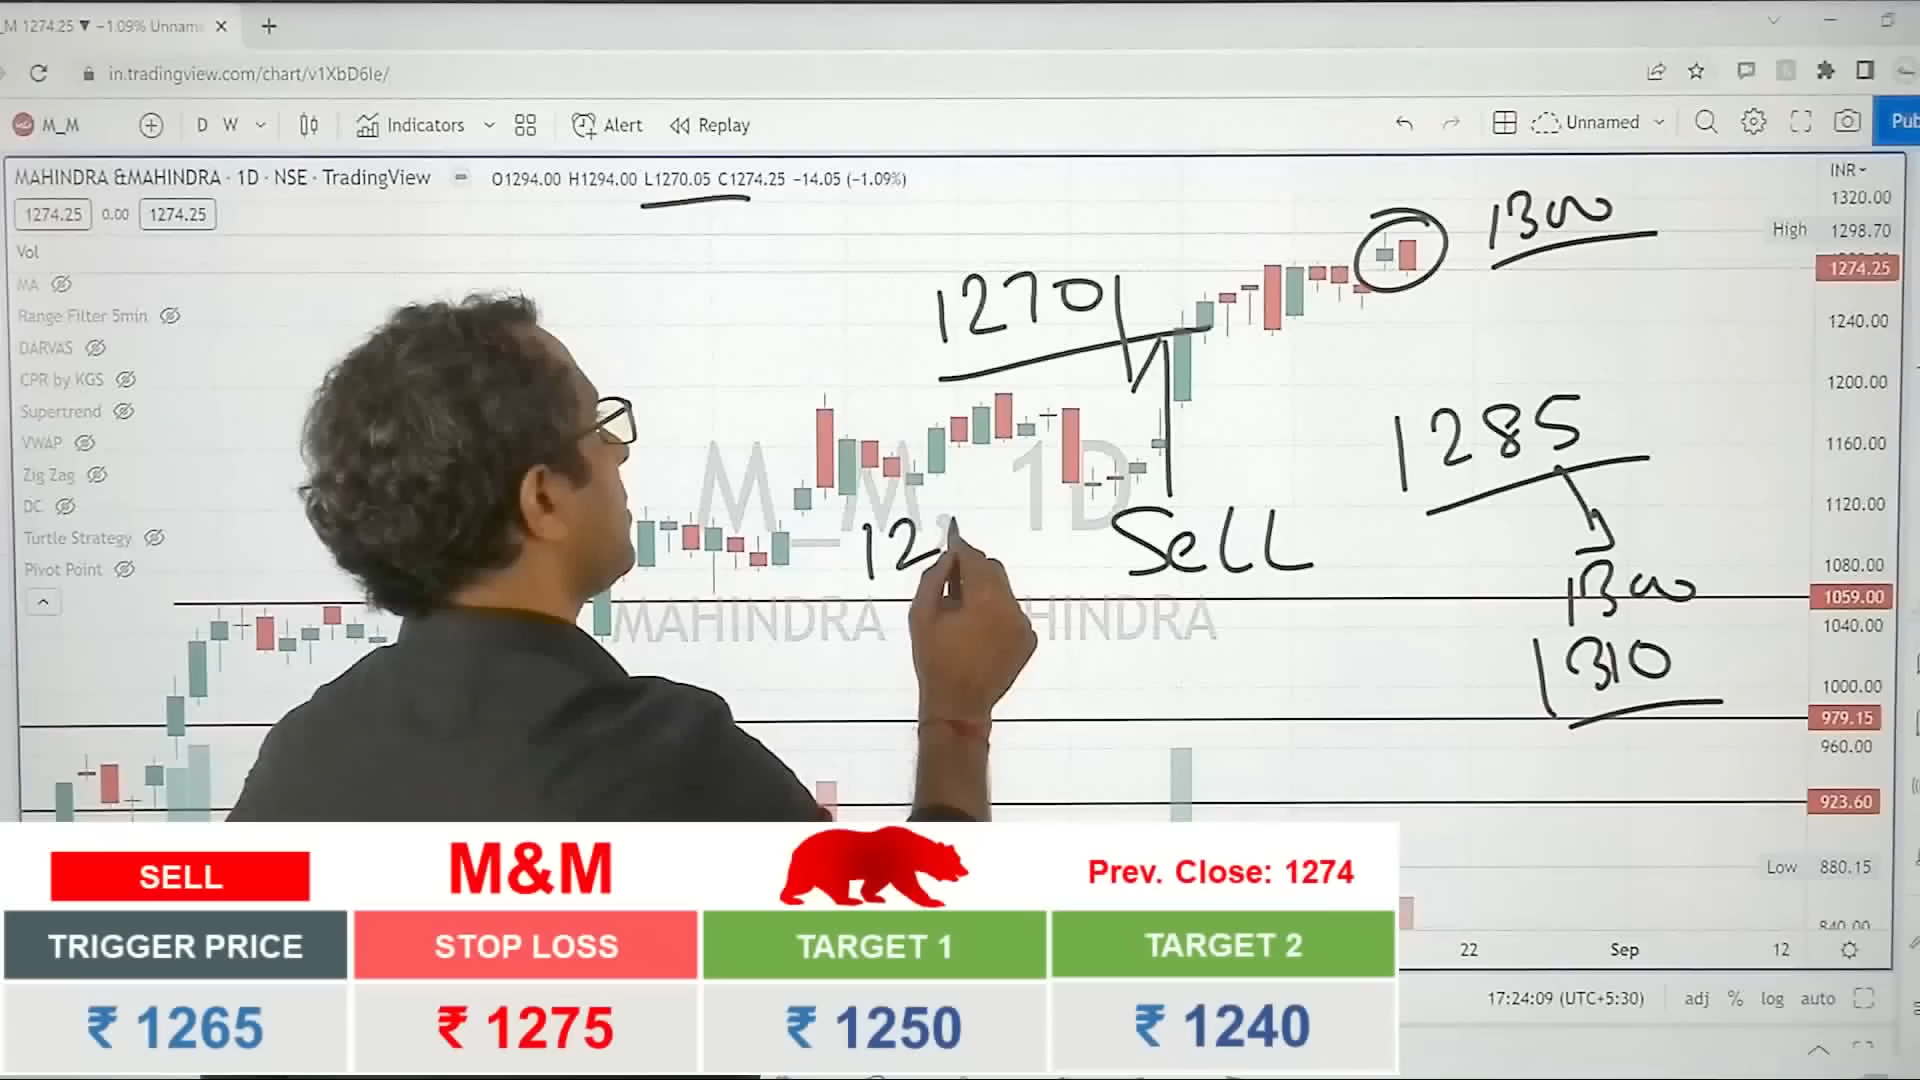 _M 1274.25 ▼ −1.09% Unnam
in.tradingview.com/chart/v1XbD6Ie/
M_M D W Indicators Alert Replay Unnamed Pub
MAHINDRA &MAHINDRA · 1D · NSE · TradingView O1294.00 H1294.00 L1270.05 C1274.25 −14.05 (−1.09%)
INR
1274.25 0.00 1274.25
1320.00
High 1298.70
1274.25
1240.00
1200.00
1160.00
1120.00
1080.00
1059.00
1040.00
1000.00
979.15
960.00
923.60
Low 880.15
840.00
Vol
MA
Range Filter 5min
DARVAS
CPR by KGS
Supertrend
VWAP
Zig Zag
DC
Turtle Strategy
Pivot Point
1300
1270
1285
1300
1310
SeLL
12
M_M, 1D
MAHINDRA HINDRA
22 Sep 12
17:24:09 (UTC+5:30) adj % log auto
SELL M&M Prev. Close: 1274
TRIGGER PRICE STOP LOSS TARGET 1 TARGET 2
₹ 1265 ₹ 1275 ₹ 1250 ₹ 1240